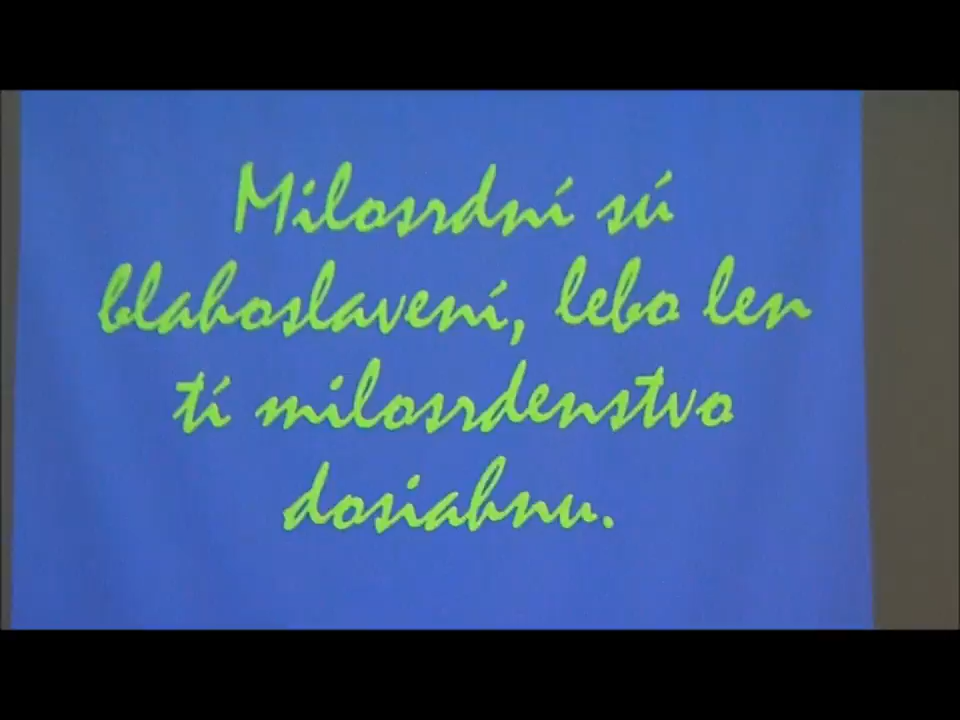 Milosrdní sú
blahoslavení, lebo len
tí milosrdenstvo
dosiahnu.